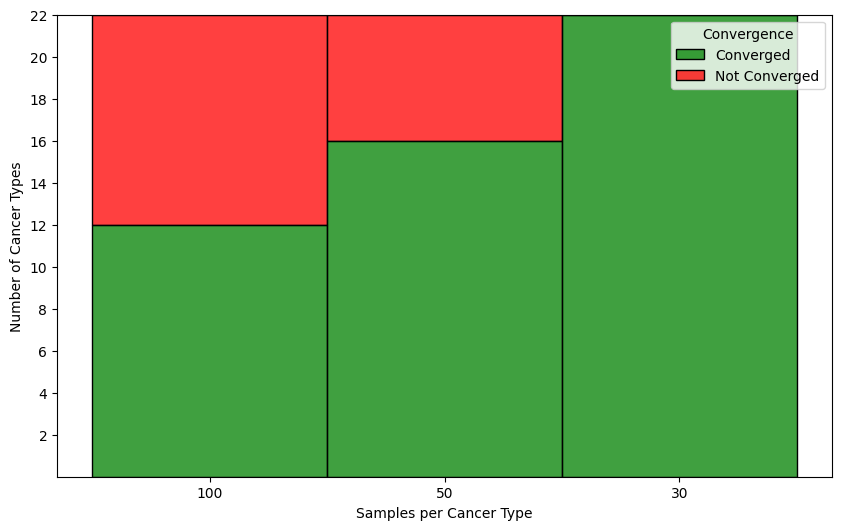 22
20
18
16
14
12
10
8
6
4
2
Number of Cancer Types
Convergence
Converged
Not Converged
100
50
30
Samples per Cancer Type